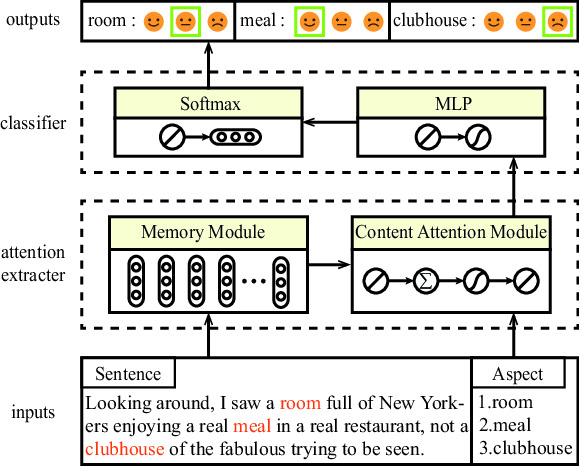 outputs
room :
meal :
clubhouse :
classifier
Softmax
MLP
attention
extracter
Memory Module
Content Attention Module
Σ
inputs
Sentence
Looking around, I saw a room full of New York-
ers enjoying a real meal in a real restaurant, not a
clubhouse of the fabulous trying to be seen.
Aspect
1.room
2.meal
3.clubhouse